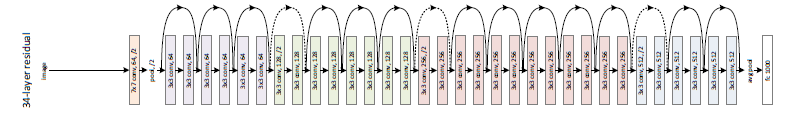 34-layer residual
image
7x7 conv, 64, /2
pool, /2
3x3 conv, 64
3x3 conv, 64
3x3 conv, 64
3x3 conv, 64
3x3 conv, 64
3x3 conv, 64
3x3 conv, 128, /2
3x3 conv, 128
3x3 conv, 128
3x3 conv, 128
3x3 conv, 128
3x3 conv, 128
3x3 conv, 128
3x3 conv, 128
3x3 conv, 256, /2
3x3 conv, 256
3x3 conv, 256
3x3 conv, 256
3x3 conv, 256
3x3 conv, 256
3x3 conv, 256
3x3 conv, 256
3x3 conv, 256
3x3 conv, 256
3x3 conv, 256
3x3 conv, 256
3x3 conv, 512, /2
3x3 conv, 512
3x3 conv, 512
3x3 conv, 512
3x3 conv, 512
3x3 conv, 512
avg pool
fc 1000